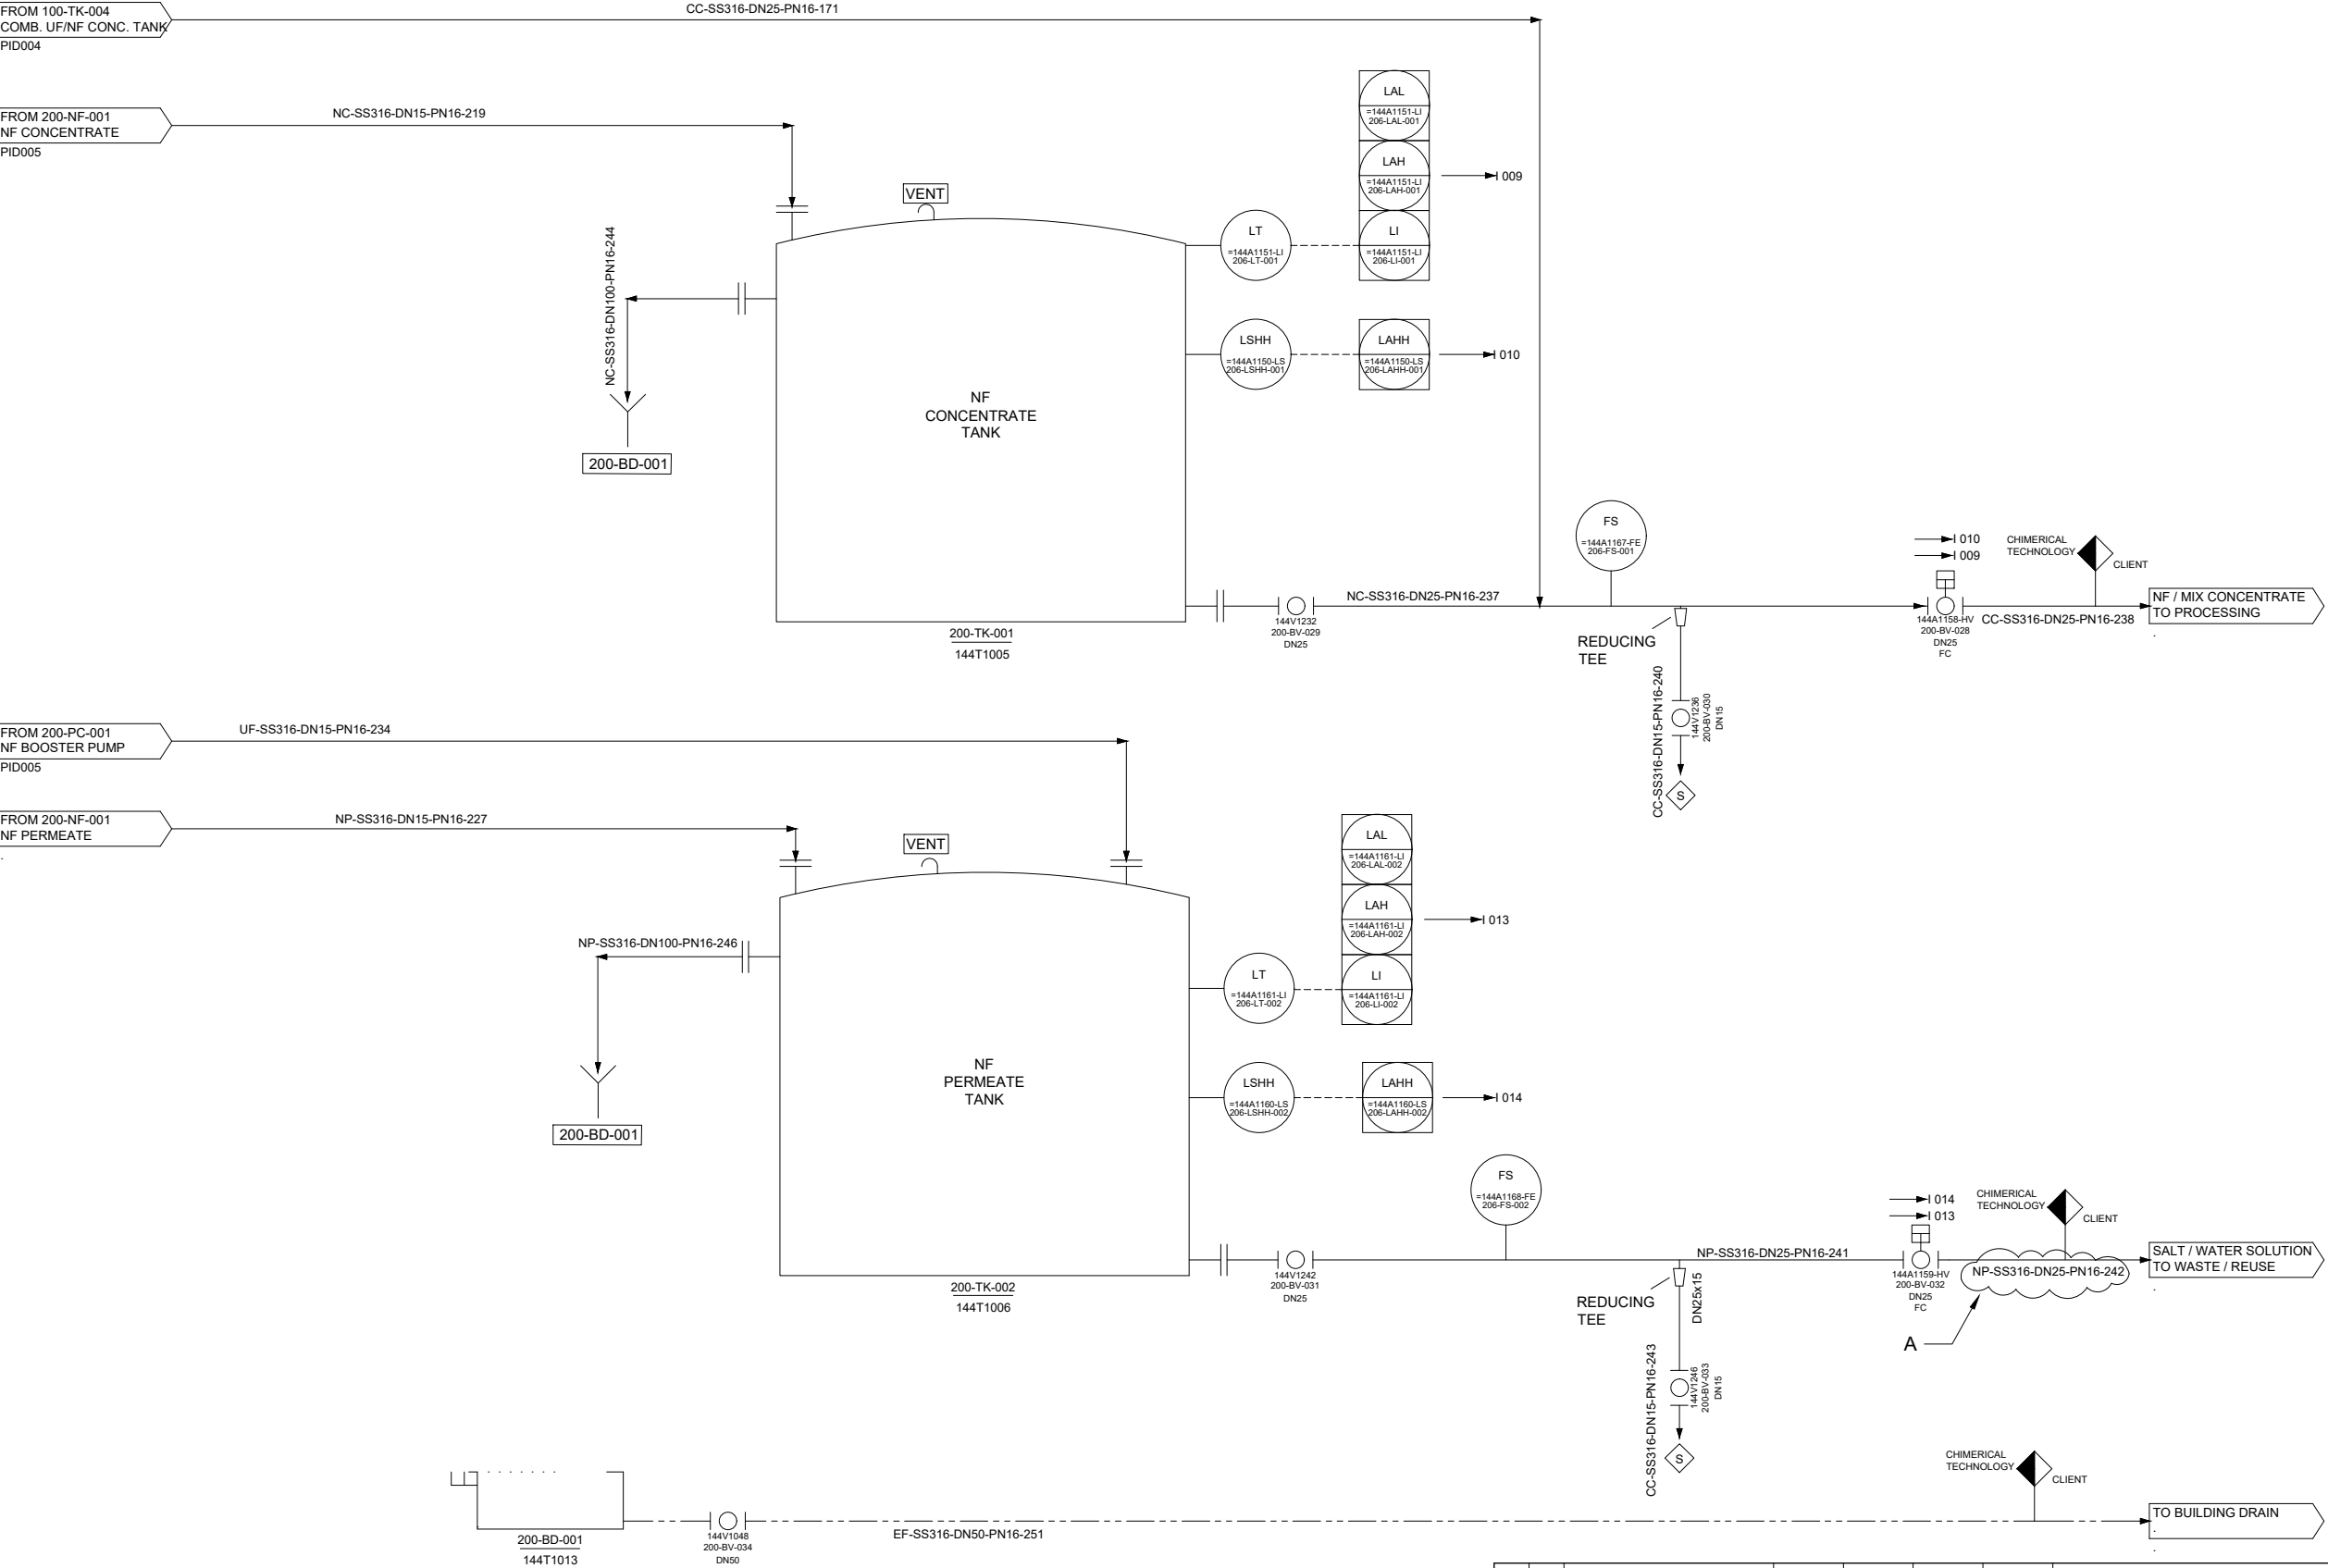 FROM 100-TK-004
COMB. UF/NF CONC. TANK
PID004
CC-SS316-DN25-PN16-171
FROM 200-NF-001
NF CONCENTRATE
PID005
NC-SS316-DN15-PN16-219
VENT
NC-SS316-DN100-PN16-244
200-BD-001
NF
CONCENTRATE
TANK
200-TK-001
144T1005
LAL
=144A1151-LI
206-LAL-001
LAH
=144A1151-LI
206-LAH-001
I 009
LT
=144A1151-LI
206-LT-001
LI
=144A1151-LI
206-LI-001
LSHH
=144A1150-LS
206-LSHH-001
LAHH
=144A1150-LS
206-LAHH-001
I 010
144V1232
200-BV-029
DN25
NC-SS316-DN25-PN16-237
FS
=144A1167-FE
206-FS-001
REDUCING
TEE
CC-SS316-DN15-PN16-240
144V1236
200-BV-030
DN15
S
I 010
I 009
144A1158-HV
200-BV-028
DN25
FC
CHIMERICAL
TECHNOLOGY
CLIENT
CC-SS316-DN25-PN16-238
NF / MIX CONCENTRATE
TO PROCESSING
.
FROM 200-PC-001
NF BOOSTER PUMP
PID005
UF-SS316-DN15-PN16-234
FROM 200-NF-001
NF PERMEATE
.
NP-SS316-DN15-PN16-227
VENT
NP-SS316-DN100-PN16-246
200-BD-001
NF
PERMEATE
TANK
200-TK-002
144T1006
LAL
=144A1161-LI
206-LAL-002
LAH
=144A1161-LI
206-LAH-002
I 013
LT
=144A1161-LI
206-LT-002
LI
=144A1161-LI
206-LI-002
LSHH
=144A1160-LS
206-LSHH-002
LAHH
=144A1160-LS
206-LAHH-002
I 014
144V1242
200-BV-031
DN25
FS
=144A1168-FE
206-FS-002
REDUCING
TEE
DN25x15
CC-SS316-DN15-PN16-243
144V1246
200-BV-033
DN15
S
NP-SS316-DN25-PN16-241
I 014
I 013
144A1159-HV
200-BV-032
DN25
FC
CHIMERICAL
TECHNOLOGY
CLIENT
NP-SS316-DN25-PN16-242
A
SALT / WATER SOLUTION
TO WASTE / REUSE
.
200-BD-001
144T1013
144V1048
200-BV-034
DN50
EF-SS316-DN50-PN16-251
CHIMERICAL
TECHNOLOGY
CLIENT
TO BUILDING DRAIN
.
.